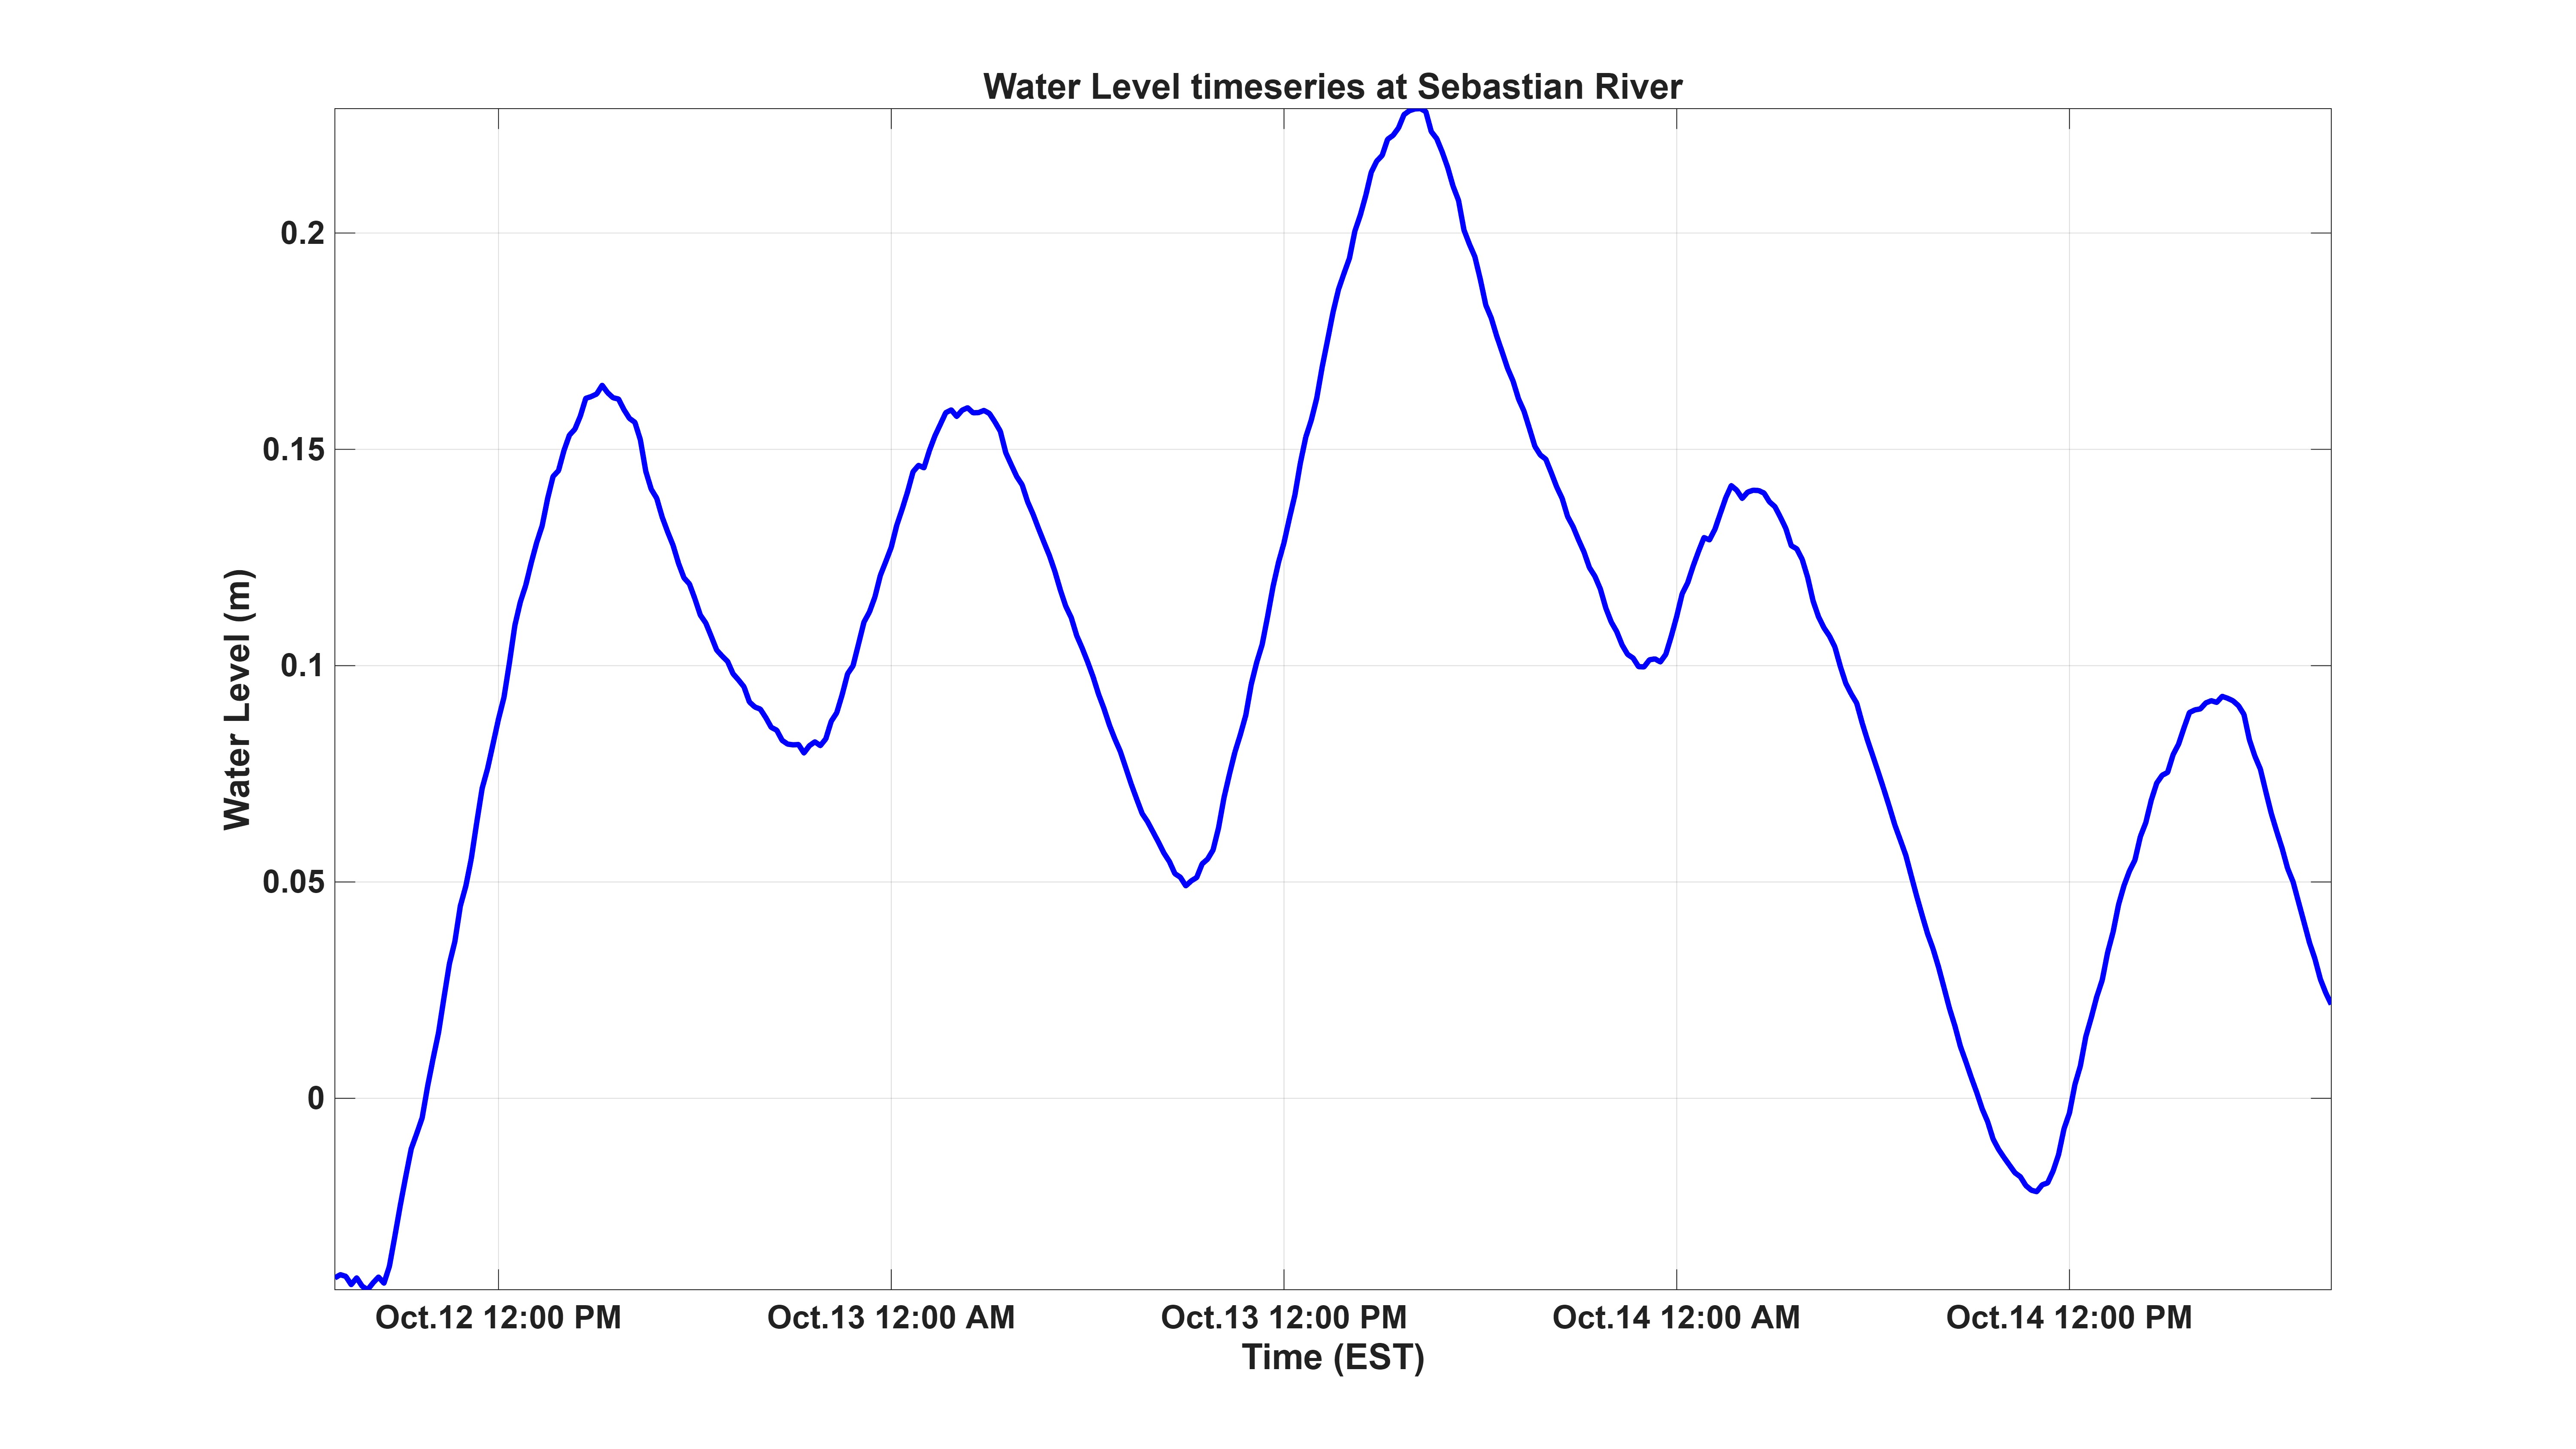 Water Level timeseries at Sebastian River
0.2
0.15
0.1
0.05
0
Water Level (m)
Oct.12 12:00 PM
Oct.13 12:00 AM
Oct.13 12:00 PM
Oct.14 12:00 AM
Oct.14 12:00 PM
Time (EST)